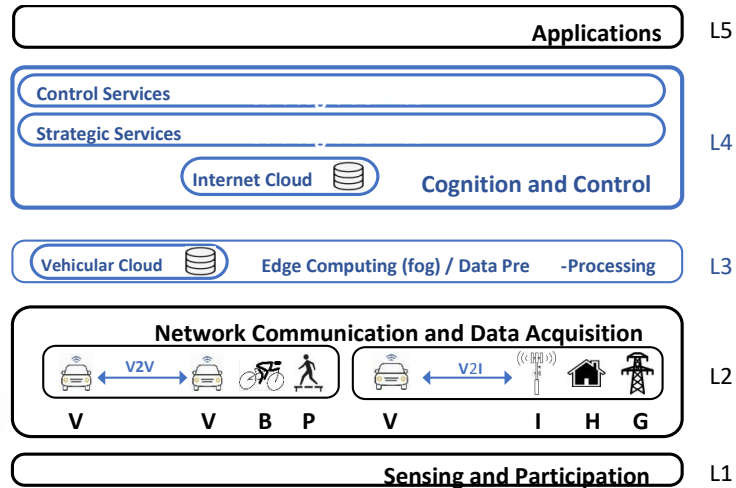 Applications L5
Control Services
Strategic Services
L4
Internet Cloud Cognition and Control
Vehicular Cloud Edge Computing (fog) / Data Pre -Processing L3
Network Communication and Data Acquisition
V2V V2I
L2
V V B P V I H G
Sensing and Participation L1